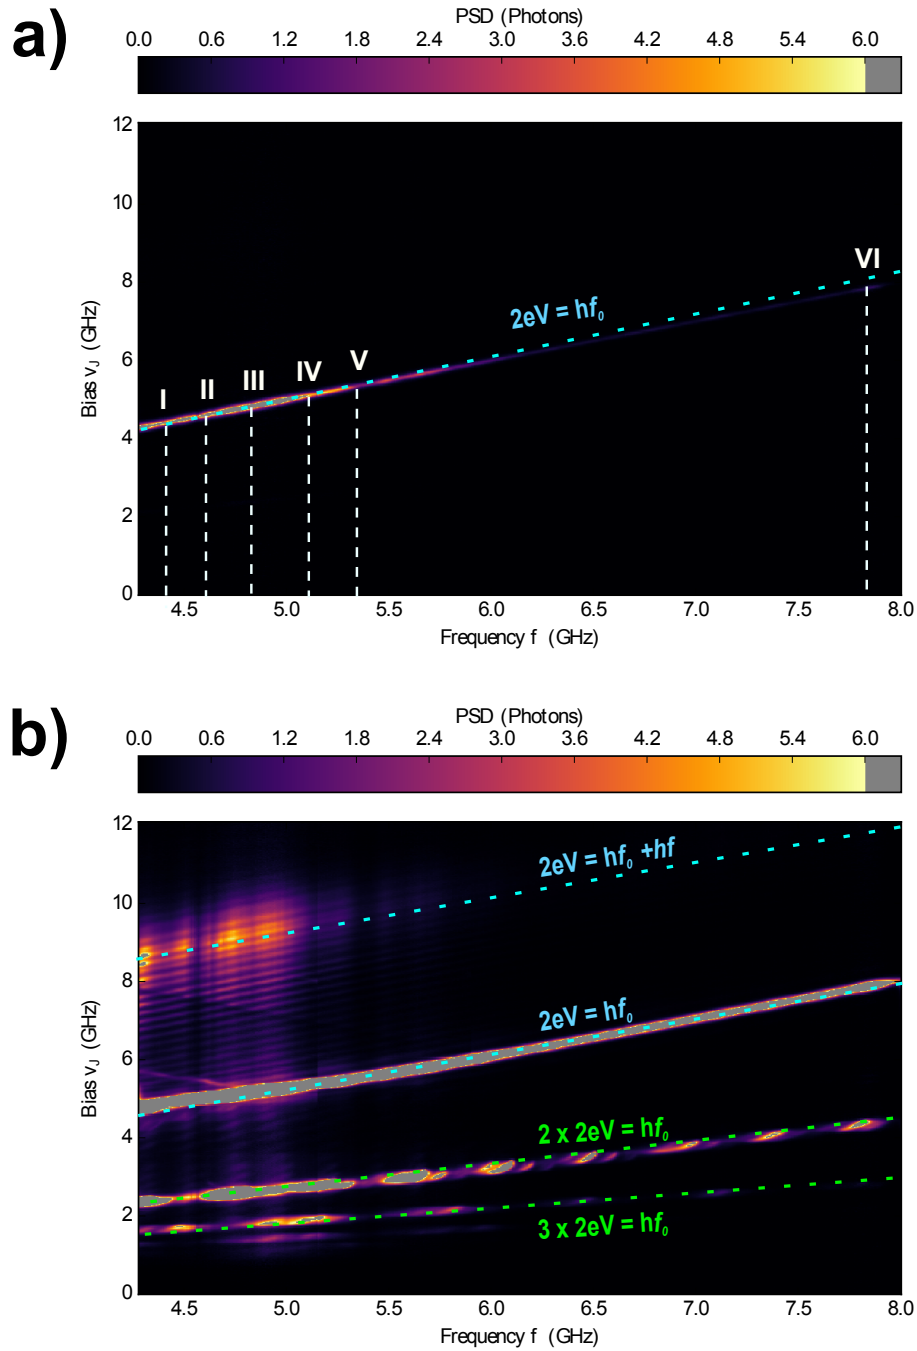 a)
PSD (Photons)
0.0 0.6 1.2 1.8 2.4 3.0 3.6 4.2 4.8 5.4 6.0
12
10
8
6
4
2
0
Bias νJ (GHz)
I II III IV V VI
2eV = hf0
4.5 5.0 5.5 6.0 6.5 7.0 7.5 8.0
Frequency f (GHz)
b)
PSD (Photons)
0.0 0.6 1.2 1.8 2.4 3.0 3.6 4.2 4.8 5.4 6.0
12
10
8
6
4
2
0
Bias νJ (GHz)
2eV = hf0 +hf
2eV = hf0
2 x 2eV = hf0
3 x 2eV = hf0
4.5 5.0 5.5 6.0 6.5 7.0 7.5 8.0
Frequency f (GHz)